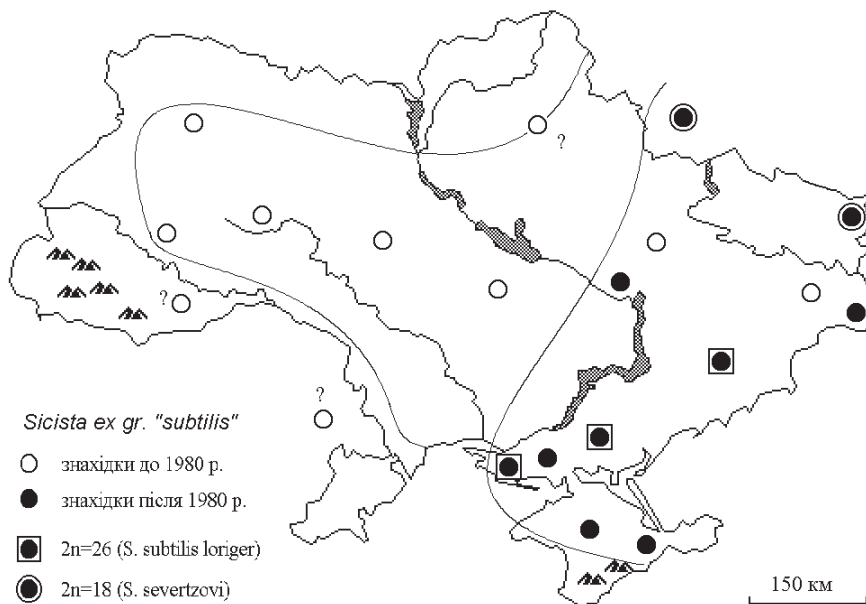 ?
?
?
Sicista ex gr. "subtilis"
знахідки до 1980 р.
знахідки після 1980 р.
2n=26 (S. subtilis loriger)
2n=18 (S. severtzovi)
150 км